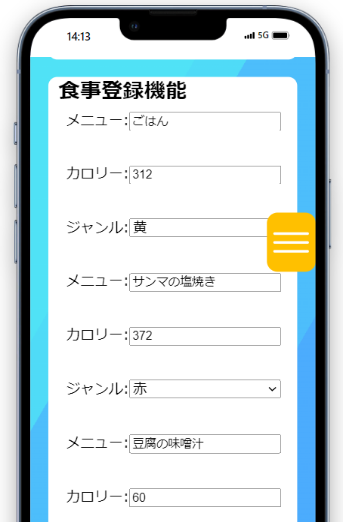 14:13 5G
食事登録機能
メニュー:ごはん
カロリー:312
ジャンル:黄
メニュー:サンマの塩焼き
カロリー:372
ジャンル:赤
メニュー:豆腐の味噌汁
カロリー:60